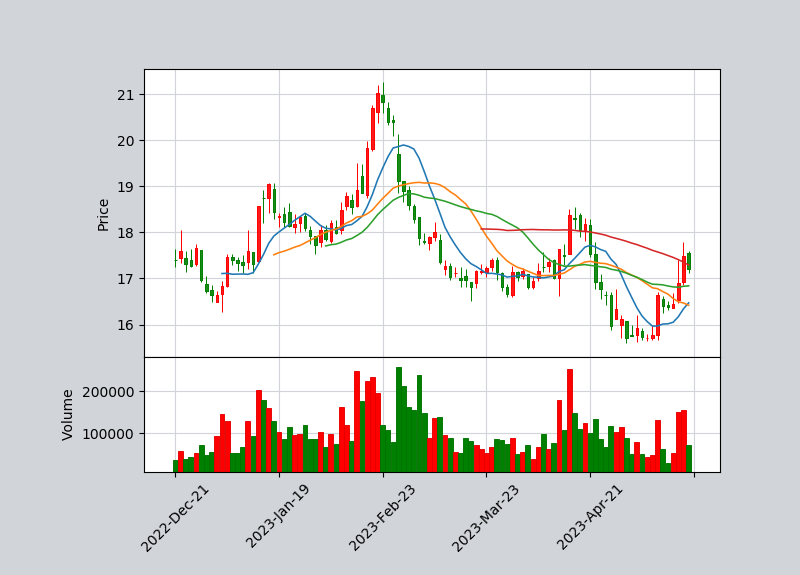 21
20
19
18
17
16
Price
200000
100000
Volume
2022-Dec-21
2023-Jan-19
2023-Feb-23
2023-Mar-23
2023-Apr-21